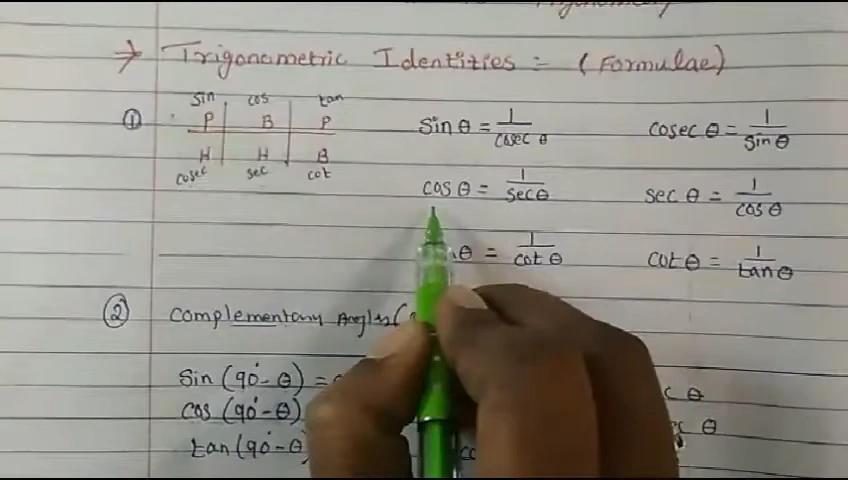 → Trigonometric Identities :- (Formulae)
① sin cos tan
P B P
H H B
cosec sec cot
Sin θ = 1/cosec θ cosec θ = 1/sin θ
cos θ = 1/sec θ sec θ = 1/cos θ
θ = 1/cot θ cot θ = 1/tan θ
② complementary Angles (
Sin (90°- θ) =
cos (90°- θ)
tan (90°- θ
θ
θ